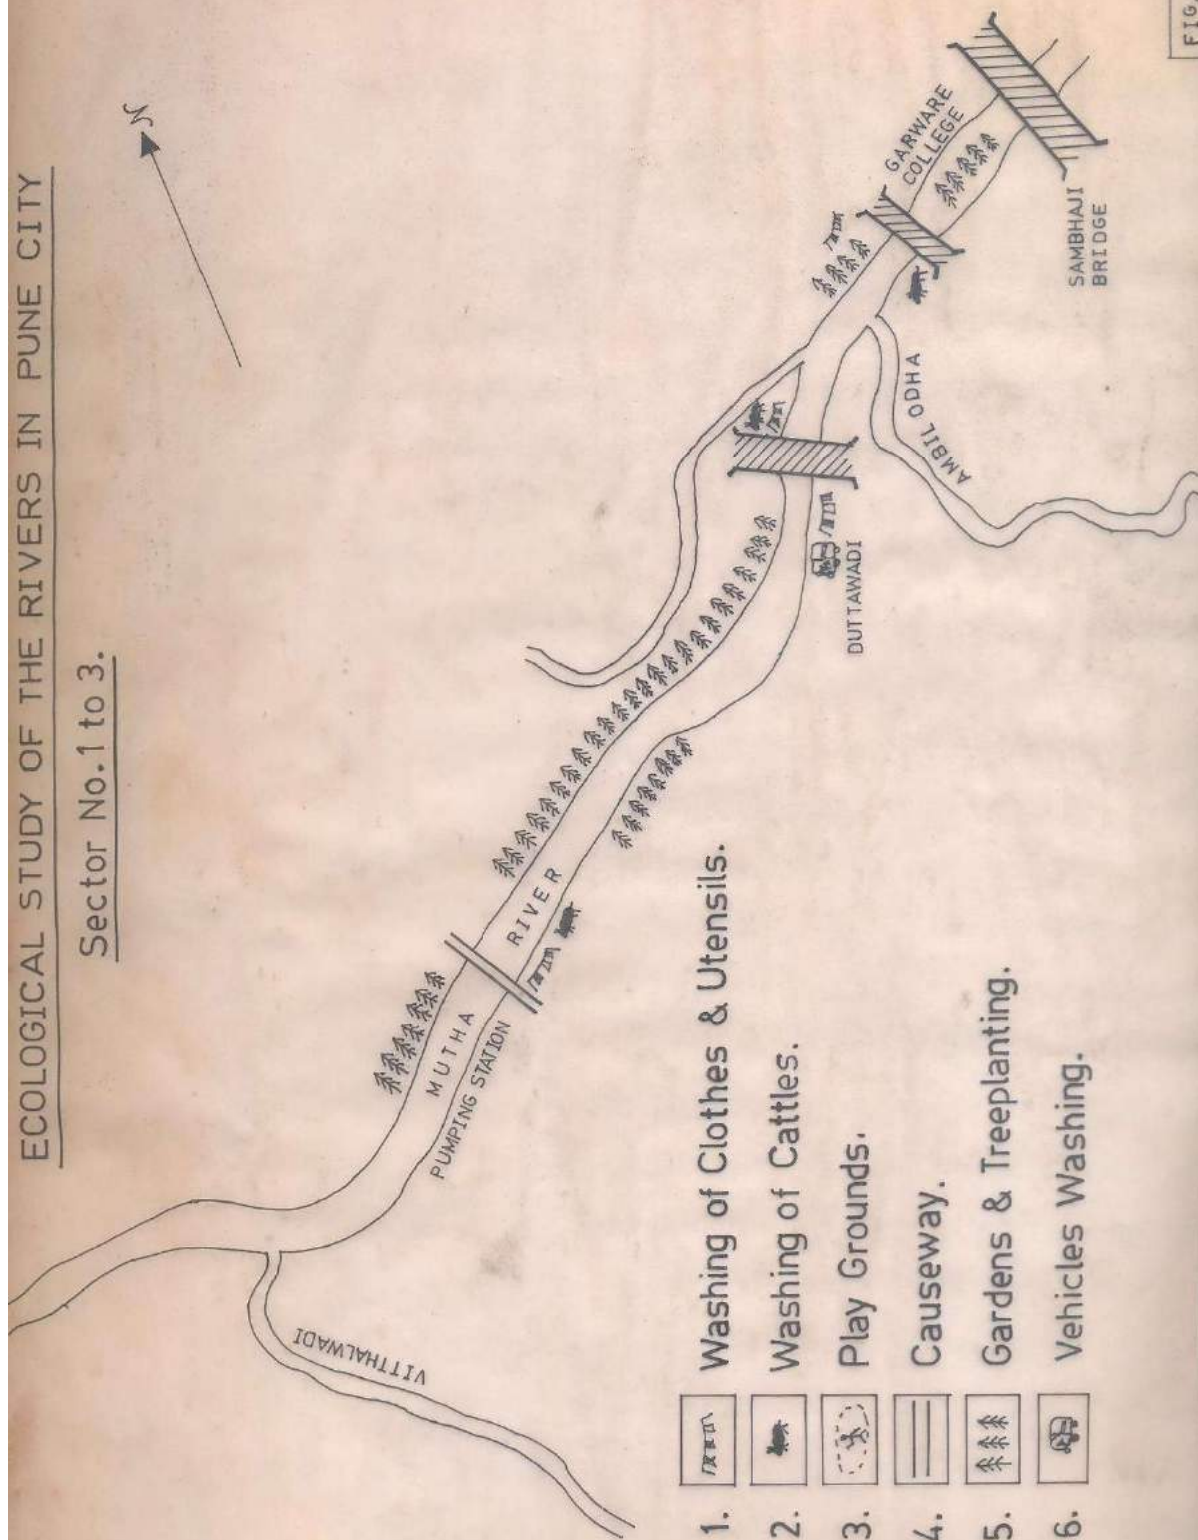 ECOLOGICAL STUDY OF THE RIVERS IN PUNE CITY
Sector No.1 to 3.
N
GARWARE
COLLEGE
SAMBHAJI
BRIDGE
AMBIL ODHA
DUTTAWADI
MUTHA RIVER
PUMPING STATION
VITTHALWADI
1. Washing of Clothes & Utensils.
2. Washing of Cattles.
3. Play Grounds.
4. Causeway.
5. Gardens & Treeplanting.
6. Vehicles Washing.
FIG.